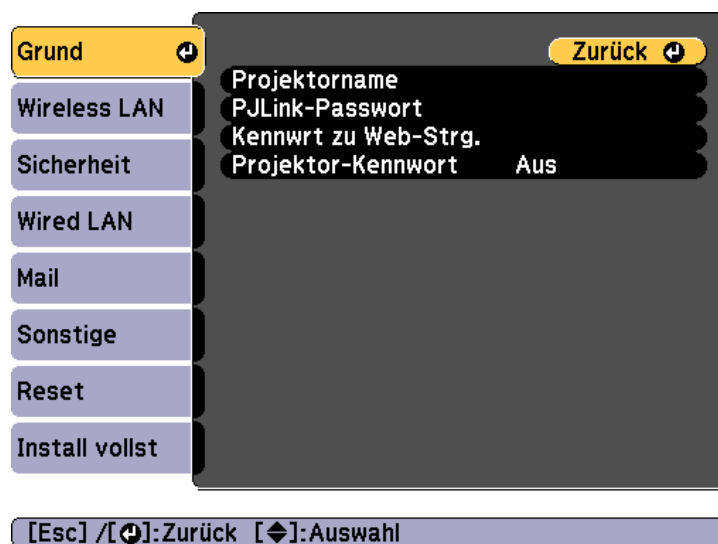 Grund
Wireless LAN
Sicherheit
Wired LAN
Mail
Sonstige
Reset
Install vollst
Zurück
Projektorname
PJLink-Passwort
Kennwrt zu Web-Strg.
Projektor-Kennwort Aus
[Esc] /[⏎]:Zurück [◆]:Auswahl